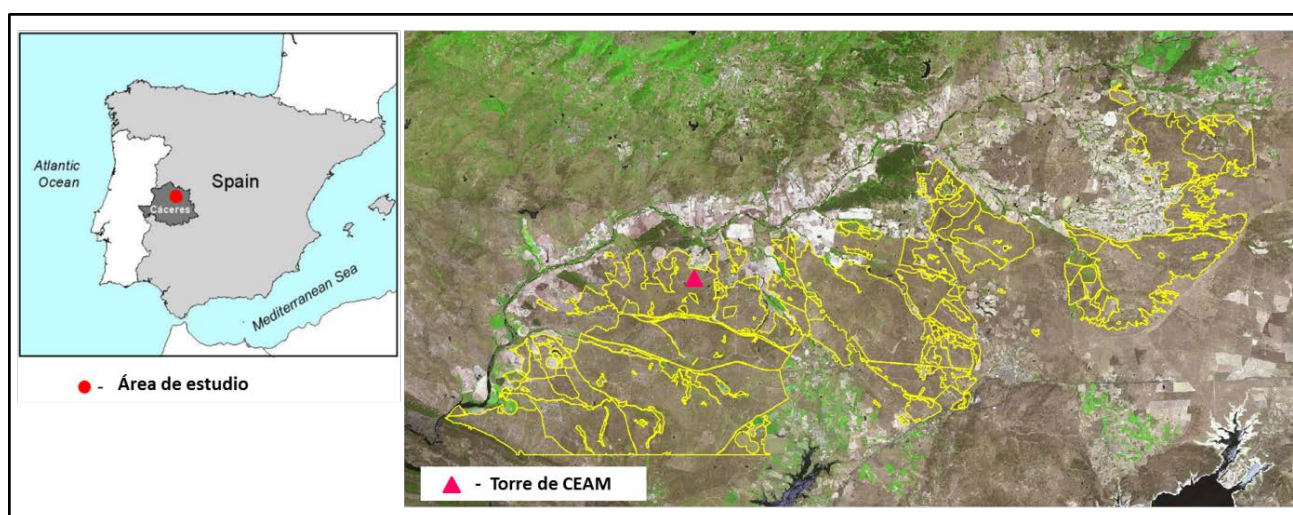 Atlantic
Ocean
Spain
Cáceres
Mediterranean Sea
- Área de estudio
- Torre de CEAM